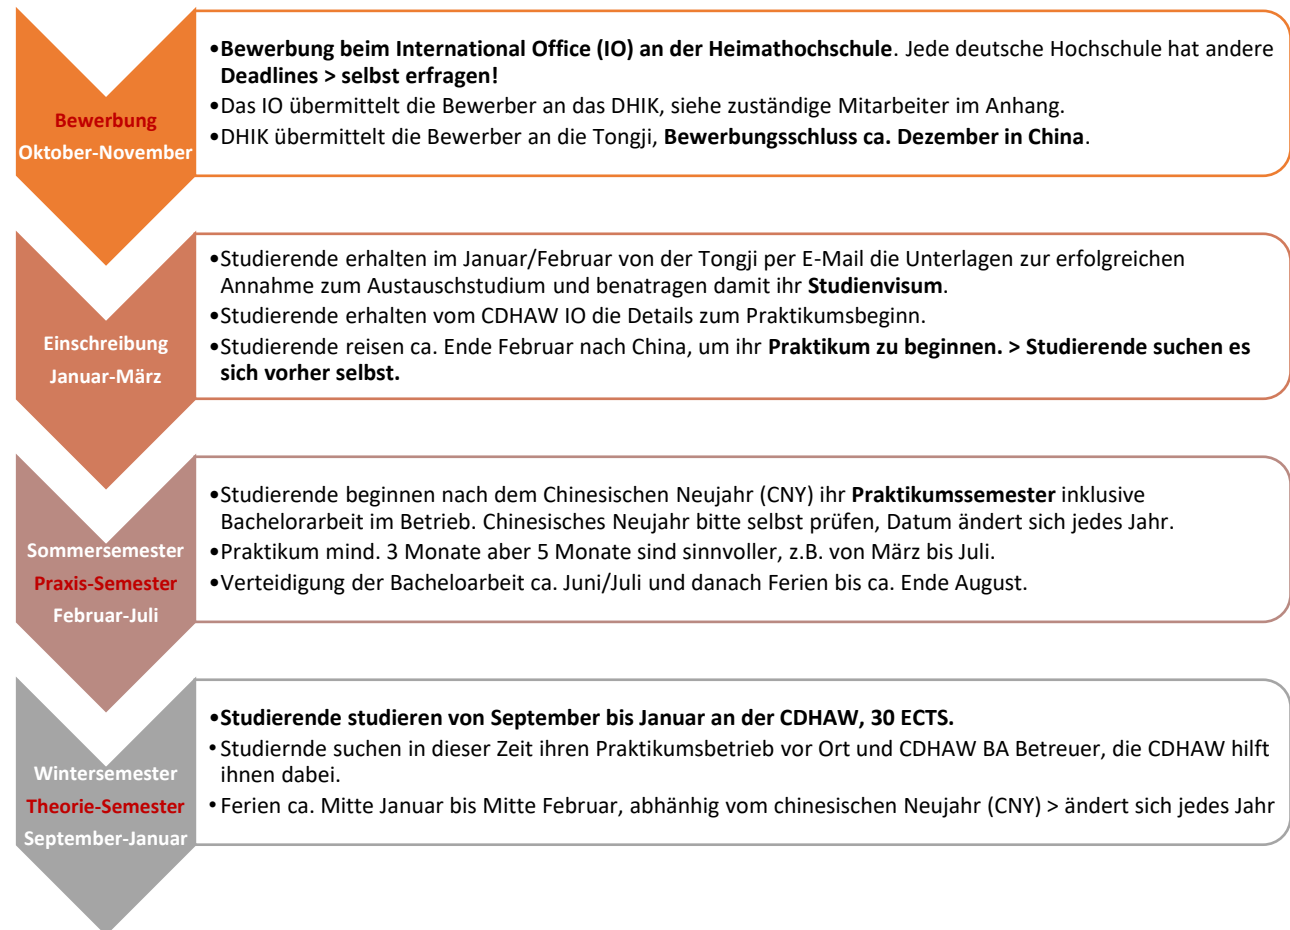 Bewerbung
Oktober-November
•Bewerbung beim International Office (IO) an der Heimathochschule. Jede deutsche Hochschule hat andere
Deadlines > selbst erfragen!
•Das IO übermittelt die Bewerber an das DHIK, siehe zuständige Mitarbeiter im Anhang.
•DHIK übermittelt die Bewerber an die Tongji, Bewerbungsschluss ca. Dezember in China.
Einschreibung
Januar-März
•Studierende erhalten im Januar/Februar von der Tongji per E-Mail die Unterlagen zur erfolgreichen
Annahme zum Austauschstudium und benatragen damit ihr Studienvisum.
•Studierende erhalten vom CDHAW IO die Details zum Praktikumsbeginn.
•Studierende reisen ca. Ende Februar nach China, um ihr Praktikum zu beginnen. > Studierende suchen es
sich vorher selbst.
Sommersemester
Praxis-Semester
Februar-Juli
•Studierende beginnen nach dem Chinesischen Neujahr (CNY) ihr Praktikumssemester inklusive
Bachelorarbeit im Betrieb. Chinesisches Neujahr bitte selbst prüfen, Datum ändert sich jedes Jahr.
•Praktikum mind. 3 Monate aber 5 Monate sind sinnvoller, z.B. von März bis Juli.
•Verteidigung der Bacheloarbeit ca. Juni/Juli und danach Ferien bis ca. Ende August.
Wintersemester
Theorie-Semester
September-Januar
•Studierende studieren von September bis Januar an der CDHAW, 30 ECTS.
•Studiernde suchen in dieser Zeit ihren Praktikumsbetrieb vor Ort und CDHAW BA Betreuer, die CDHAW hilft
ihnen dabei.
•Ferien ca. Mitte Januar bis Mitte Februar, abhänhig vom chinesischen Neujahr (CNY) > ändert sich jedes Jahr